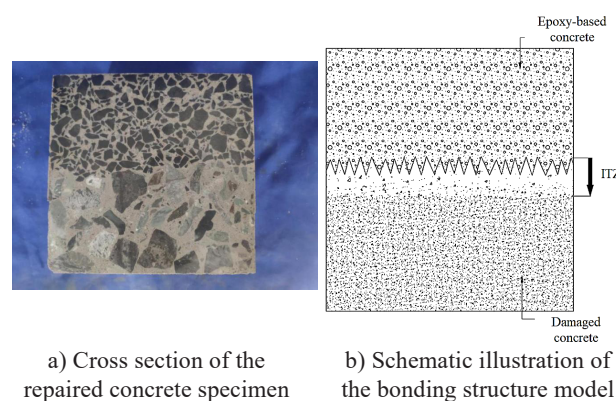 Epoxy-based
concrete
ITZ
Damaged
concrete
a) Cross section of the
repaired concrete specimen
b) Schematic illustration of
the bonding structure model